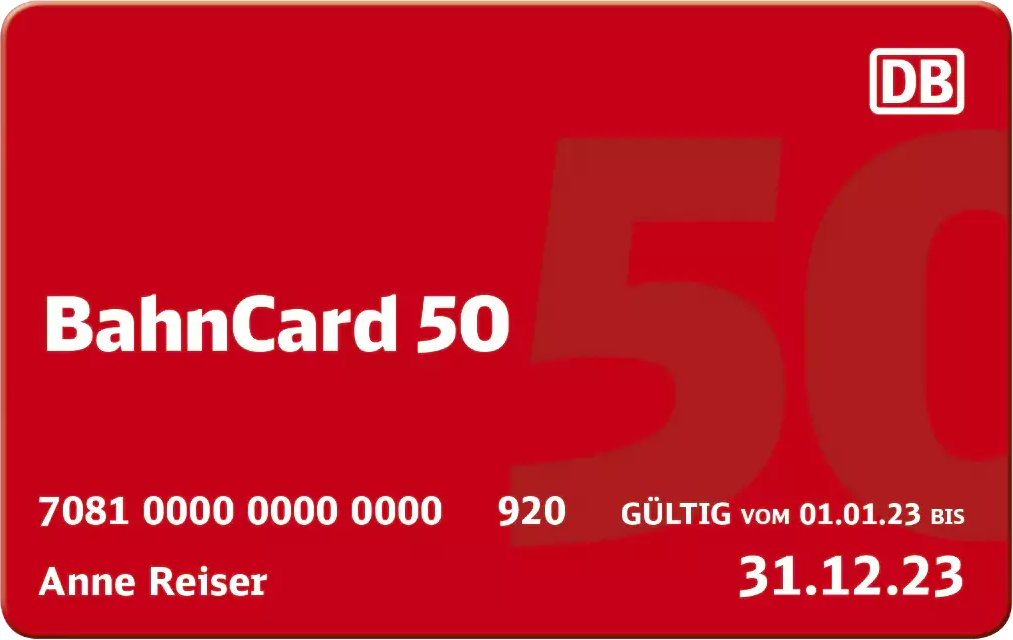 DB
50
BahnCard 50
7081 0000 0000 0000 920 GÜLTIG VOM 01.01.23 BIS
Anne Reiser 31.12.23